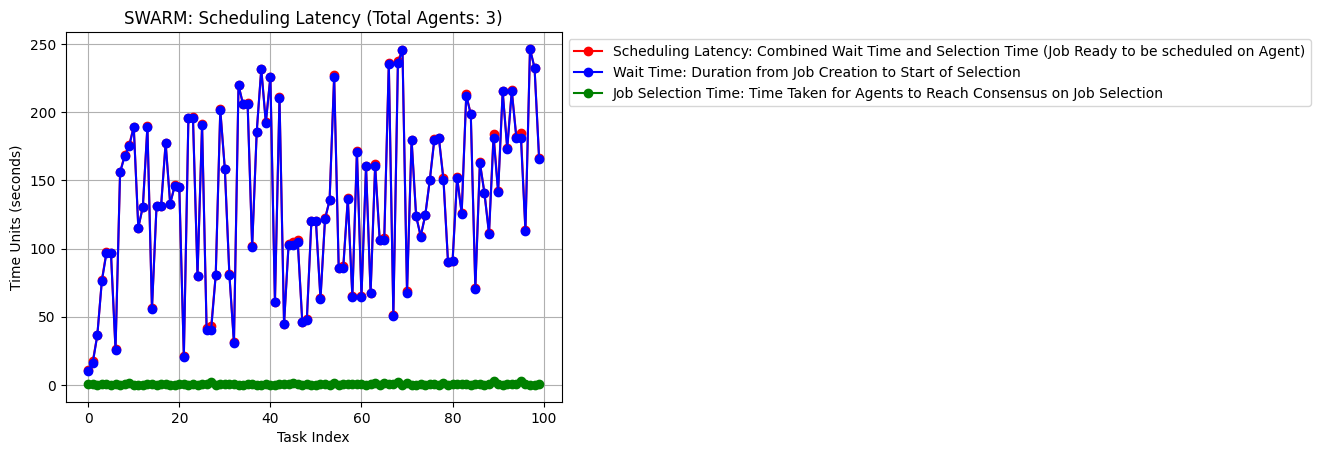 SWARM: Scheduling Latency (Total Agents: 3)
Scheduling Latency: Combined Wait Time and Selection Time (Job Ready to be scheduled on Agent)
Wait Time: Duration from Job Creation to Start of Selection
Job Selection Time: Time Taken for Agents to Reach Consensus on Job Selection
Time Units (seconds)
250
200
150
100
50
0
0 20 40 60 80 100
Task Index